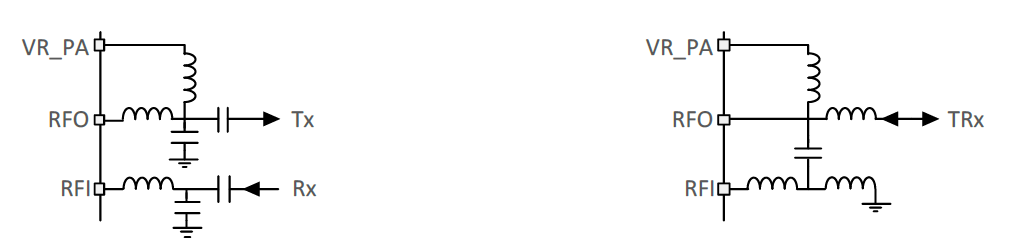 VR_PA
RFO
Tx
RFI
Rx
VR_PA
RFO
TRx
RFI